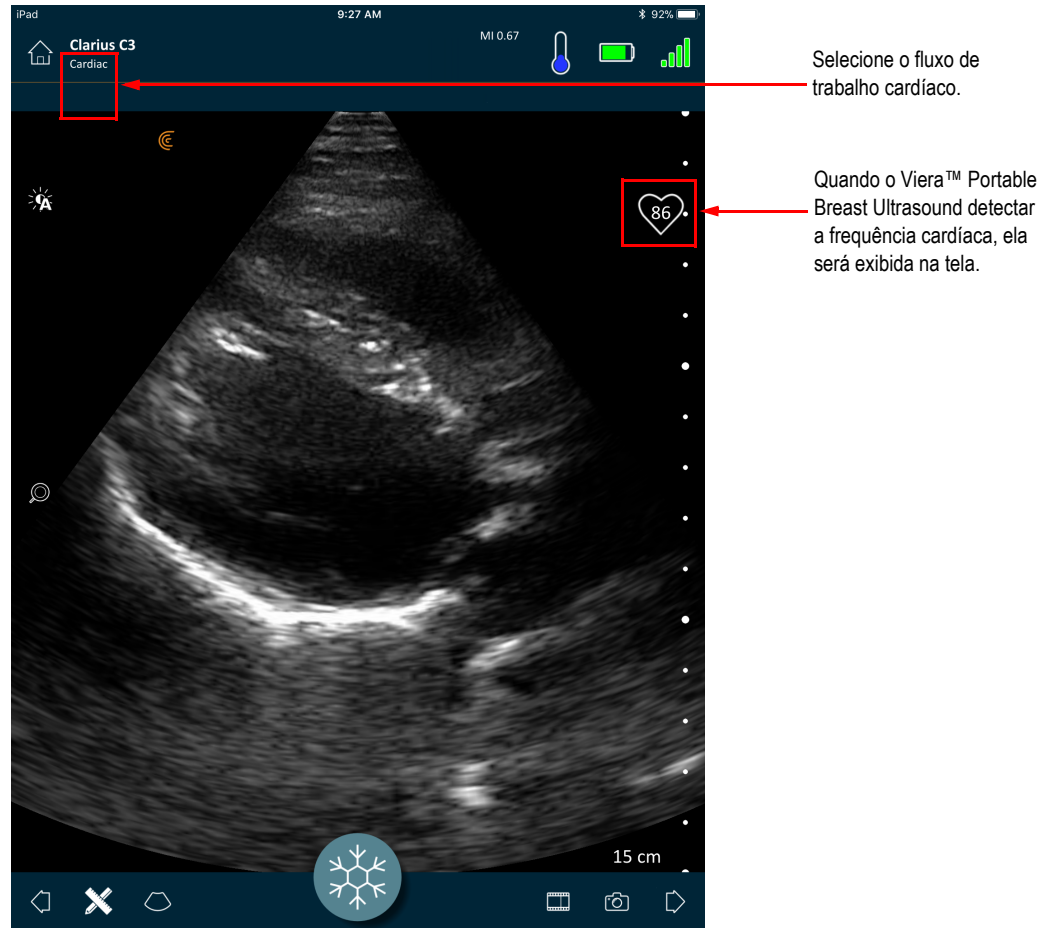 iPad
9:27 AM
92%
Clarius C3
Cardiac
MI 0.67
A
86
15 cm
Selecione o fluxo de
trabalho cardíaco.
Quando o Viera™ Portable
Breast Ultrasound detectar
a frequência cardíaca, ela
será exibida na tela.